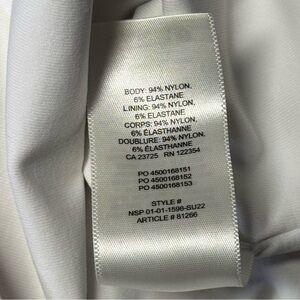 BODY: 94% NYLON,
6% ELASTANE
LINING: 94% NYLON,
6% ELASTANE
CORPS: 94% NYLON,
6% ÉLASTHANNE
DOUBLURE: 94% NYLON,
6% ÉLASTHANNE
CA 23725 RN 122354
PO 4500168151
PO 4500168152
PO 4500168153
STYLE #
NSP 01-01-1598-SU22
ARTICLE # 81266